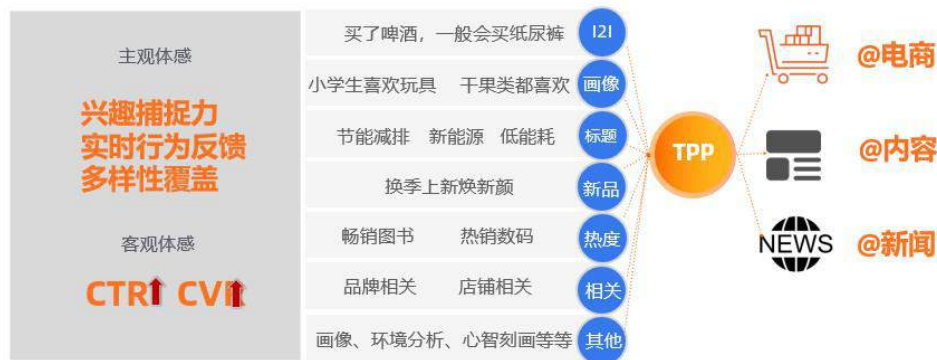 主观体感
兴趣捕捉力
实时行为反馈
多样性覆盖
客观体感
CTR CVR
买了啤酒，一般会买纸尿裤 I2I
小学生喜欢玩具 干果类都喜欢 画像
节能减排 新能源 低能耗 标题
换季上新焕新颜 新品
畅销图书 热销数码 热度
品牌相关 店铺相关 相关
画像、环境分析、心智刻画等等 其他
TPP
@电商
@内容
NEWS @新闻